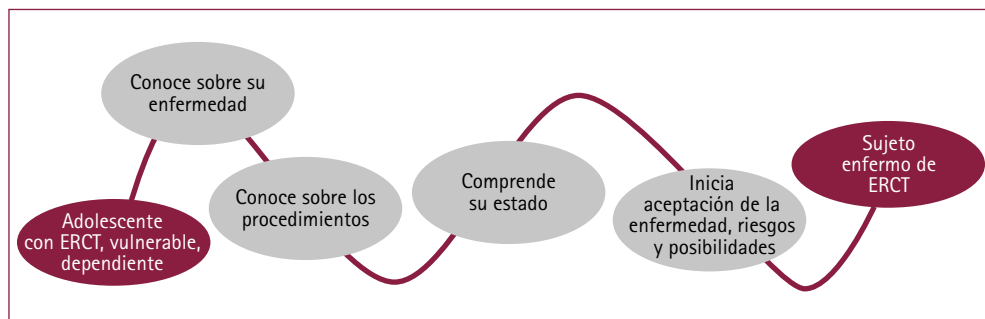 Adolescente
con ERCT, vulnerable,
dependiente
Conoce sobre su
enfermedad
Conoce sobre los
procedimientos
Comprende
su estado
Inicia
aceptación de la
enfermedad, riesgos
y posibilidades
Sujeto
enfermo de
ERCT